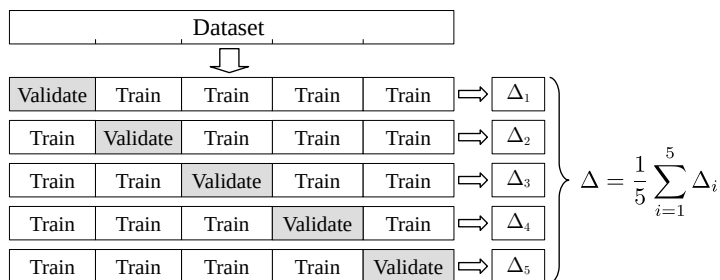 Dataset
Validate Train Train Train Train Δ₁
Train Validate Train Train Train Δ₂
Train Train Validate Train Train Δ₃
Train Train Train Validate Train Δ₄
Train Train Train Train Validate Δ₅
Δ = 1/5 ∑_{i=1}^{5} Δ_i